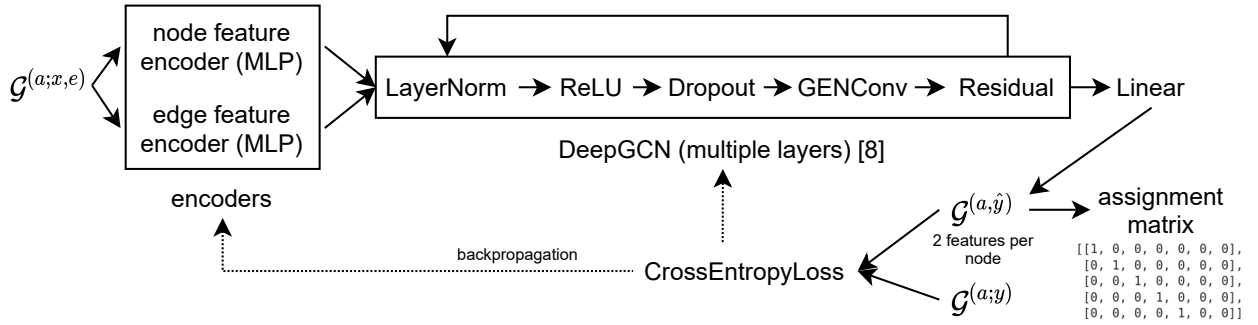 𝒢^(a;x,e)
node feature
encoder (MLP)
edge feature
encoder (MLP)
encoders
LayerNorm
ReLU
Dropout
GENConv
Residual
DeepGCN (multiple layers) [8]
Linear
𝒢^(a,ŷ)
2 features per
node
assignment
matrix
[[1, 0, 0, 0, 0, 0, 0],
[0, 1, 0, 0, 0, 0, 0],
[0, 0, 1, 0, 0, 0, 0],
[0, 0, 0, 1, 0, 0, 0],
[0, 0, 0, 0, 1, 0, 0]]
backpropagation
CrossEntropyLoss
𝒢^(a;y)